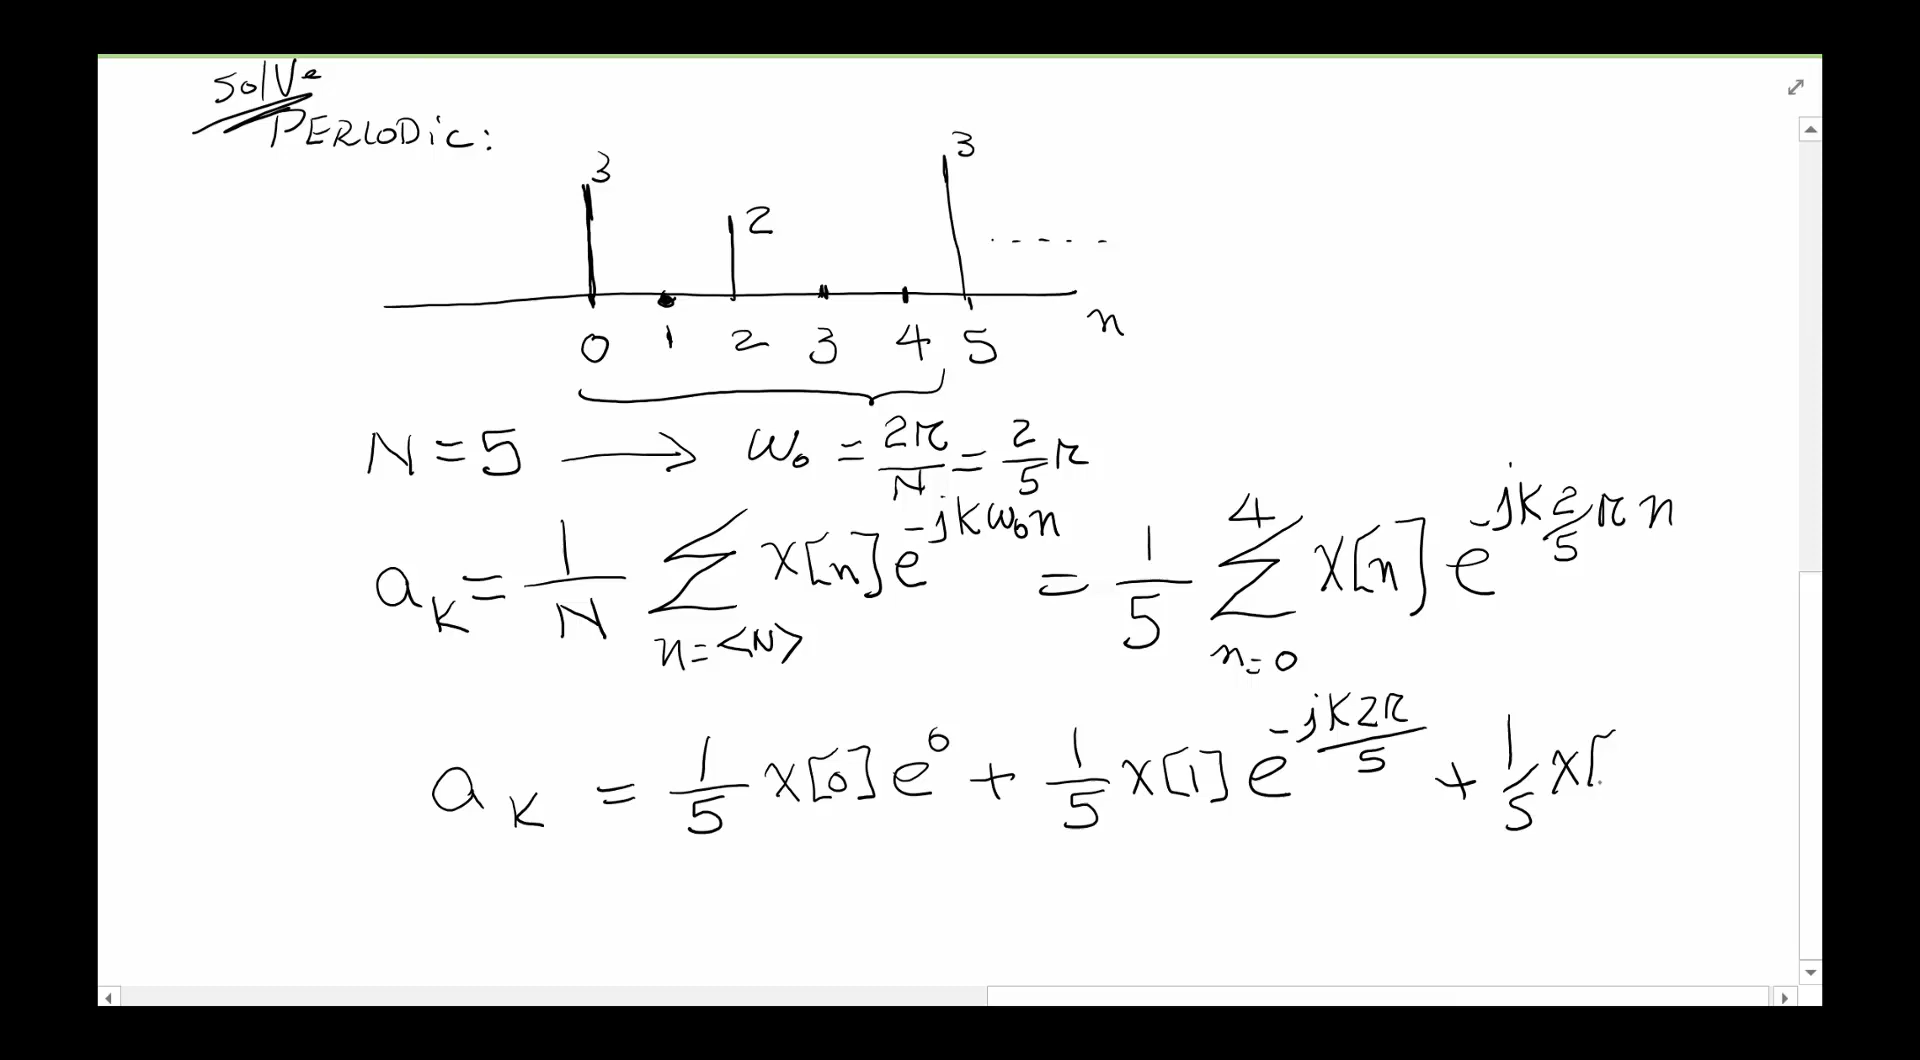 Solve
PERIODIC:
3 2 3
0 1 2 3 4 5 n
N = 5 ⟶ ω₀ = 2π/N = 2/5 π
a_K = 1/N Σ_{n=<N>} x[n] e^{-jKω₀n} = 1/5 Σ_{n=0}^{4} x[n] e^{-jK 2/5 π n}
a_K = 1/5 x[0] e^0 + 1/5 x[1] e^{-jK2π/5} + 1/5 x[